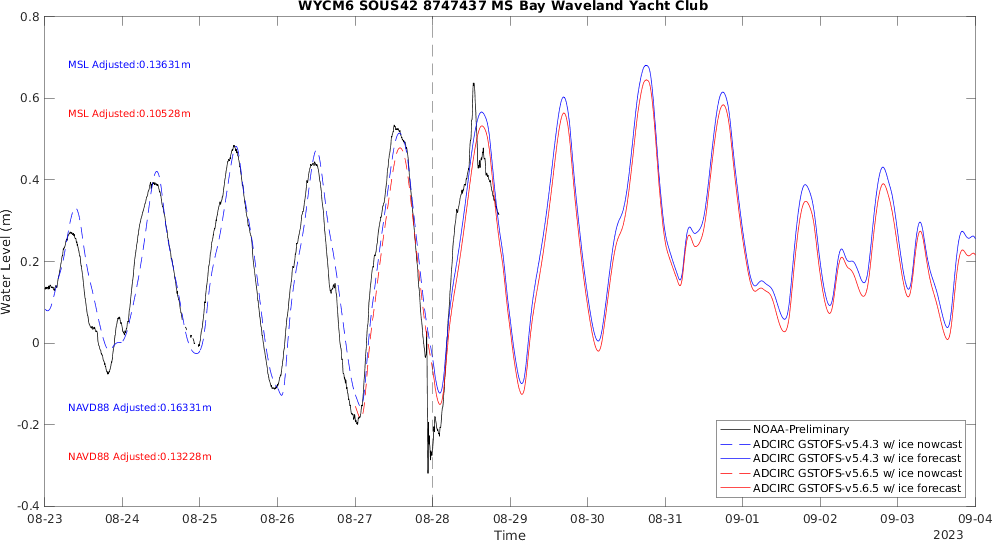 WYCM6 SOUS42 8747437 MS Bay Waveland Yacht Club
0.8
0.6
0.4
0.2
0
-0.2
-0.4
Water Level (m)
MSL Adjusted:0.13631m
MSL Adjusted:0.10528m
NAVD88 Adjusted:0.16331m
NAVD88 Adjusted:0.13228m
NOAA-Preliminary
ADCIRC GSTOFS-v5.4.3 w/ ice nowcast
ADCIRC GSTOFS-v5.4.3 w/ ice forecast
ADCIRC GSTOFS-v5.6.5 w/ ice nowcast
ADCIRC GSTOFS-v5.6.5 w/ ice forecast
08-23 08-24 08-25 08-26 08-27 08-28 08-29 08-30 08-31 09-01 09-02 09-03 09-04
Time
2023